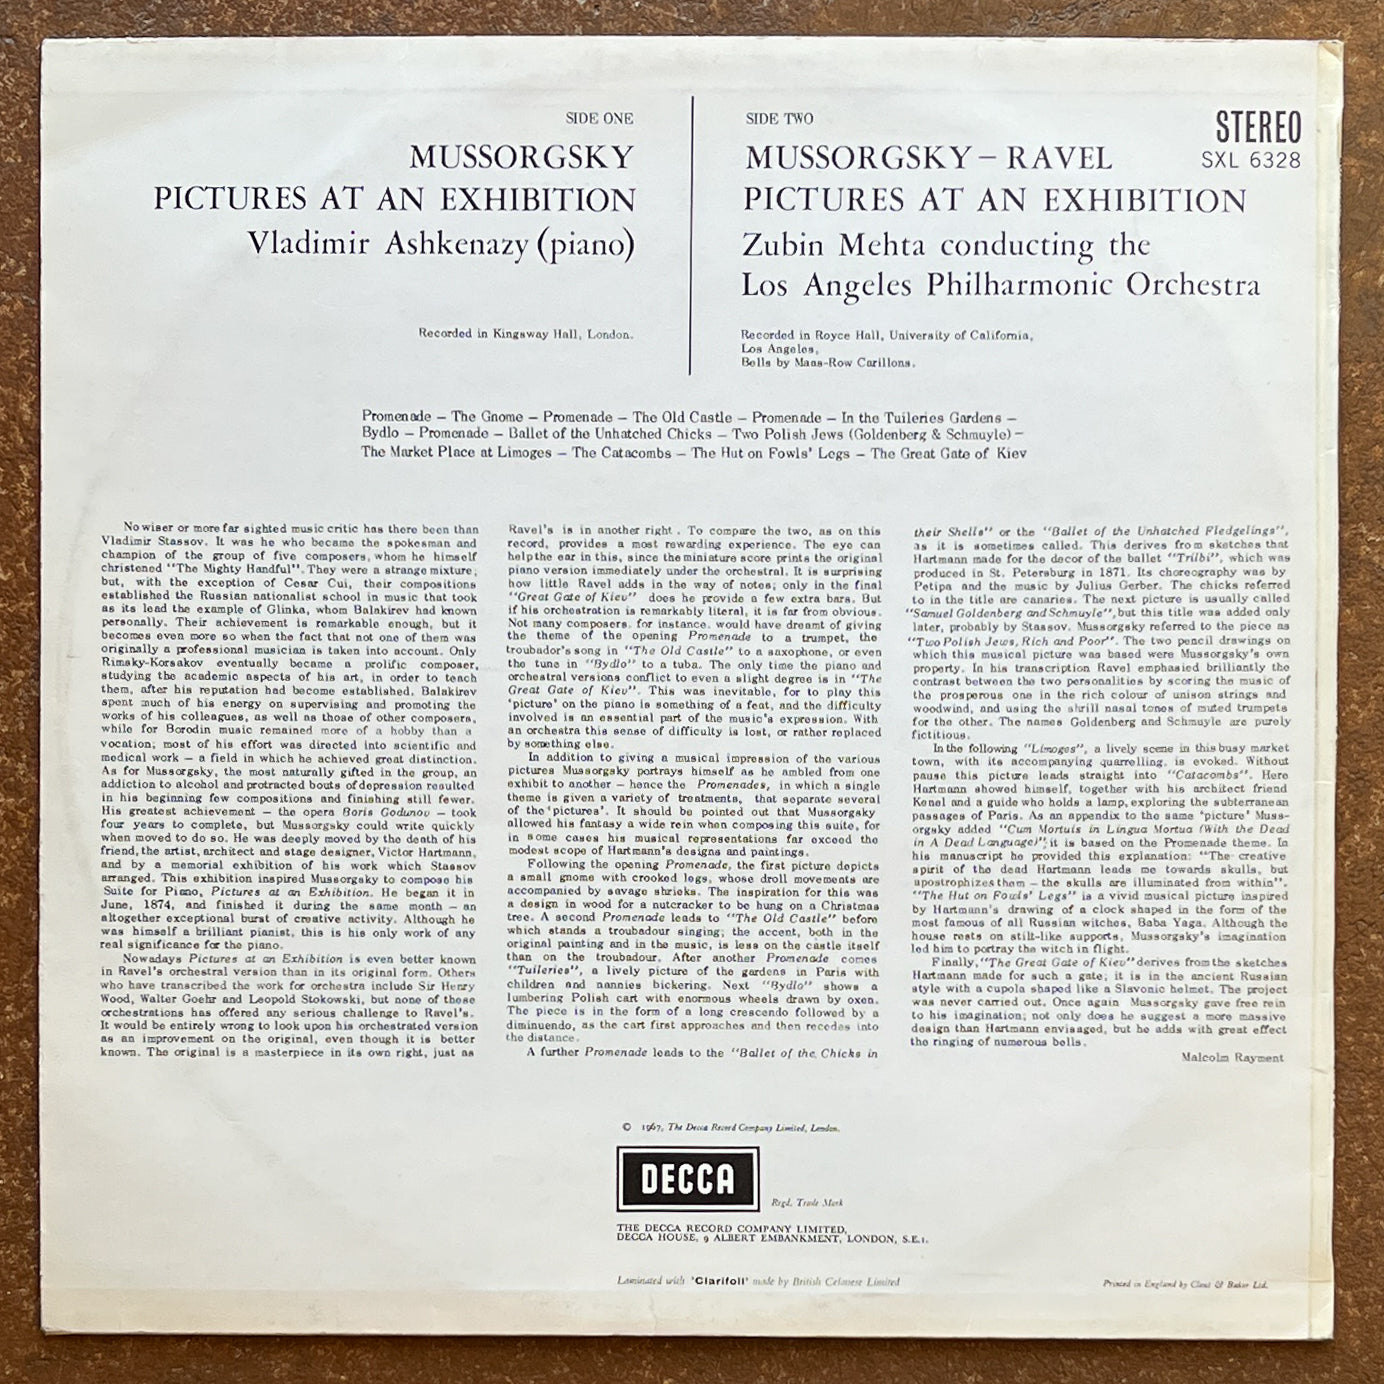 SIDE ONE
MUSSORGSKY
PICTURES AT AN EXHIBITION
Vladimir Ashkenazy (piano)
Recorded in Kingsway Hall, London.
SIDE TWO
MUSSORGSKY – RAVEL
PICTURES AT AN EXHIBITION
Zubin Mehta conducting the
Los Angeles Philharmonic Orchestra
Recorded in Royce Hall, University of California,
Los Angeles,
Bells by Maas-Row Carillons.
STEREO
SXL 6328
Promenade – The Gnome – Promenade – The Old Castle – Promenade – In the Tuileries Gardens –
Bydlo – Promenade – Ballet of the Unhatched Chicks – Two Polish Jews (Goldenberg & Schmuyle) –
The Market Place at Limoges – The Catacombs – The Hut on Fowls' Legs – The Great Gate of Kiev
No wiser or more far sighted music critic has there been than
Vladimir Stassov. It was he who became the spokesman and
champion of the group of five composers, whom he himself
christened "The Mighty Handful". They were a strange mixture,
but, with the exception of Cesar Cui, their compositions
established the Russian nationalist school in music that took
as its lead the example of Glinka, whom Balakirev had known
personally. Their achievement is remarkable enough, but it
becomes even more so when the fact that not one of them was
originally a professional musician is taken into account. Only
Rimsky-Korsakov eventually became a prolific composer,
studying the academic aspects of his art, in order to teach
them, after his reputation had become established. Balakirev
spent much of his energy on supervising and promoting the
works of his colleagues, as well as those of other composers,
while for Borodin music remained more of a hobby than a
vocation; most of his effort was directed into scientific and
medical work – a field in which he achieved great distinction.
As for Mussorgsky, the most naturally gifted in the group, an
addiction to alcohol and protracted bouts of depression resulted
in his beginning few compositions and finishing still fewer.
His greatest achievement – the opera Boris Godunov – took
four years to complete, but Mussorgsky could write quickly
when moved to do so. He was deeply moved by the death of his
friend, the artist, architect and stage designer, Victor Hartmann,
and by a memorial exhibition of his work which Stassov
arranged. This exhibition inspired Mussorgsky to compose his
Suite for Piano, Pictures at an Exhibition. He began it in
June, 1874, and finished it during the same month – an
altogether exceptional burst of creative activity. Although he
was himself a brilliant pianist, this is his only work of any
real significance for the piano.
Nowadays Pictures at an Exhibition is even better known
in Ravel's orchestral version than in its original form. Others
who have transcribed the work for orchestra include Sir Henry
Wood, Walter Goehr and Leopold Stokowski, but none of these
orchestrations has offered any serious challenge to Ravel's.
It would be entirely wrong to look upon his orchestrated version
as an improvement on the original, even though it is better
known. The original is a masterpiece in its own right, just as
Ravel's is in another right. To compare the two, as on this
record, provides a most rewarding experience. The eye can
help the ear in this, since the miniature score prints the original
piano version immediately under the orchestral. It is surprising
how little Ravel adds in the way of notes; only in the final
"Great Gate of Kiev" does he provide a few extra bars. But
if his orchestration is remarkably literal, it is far from obvious.
Not many composers. for instance. would have dreamt of giving
the theme of the opening Promenade to a trumpet, the
troubador's song in "The Old Castle" to a saxophone, or even
the tune in "Bydlo" to a tuba. The only time the piano and
orchestral versions conflict to even a slight degree is in "The
Great Gate of Kiev". This was inevitable, for to play this
'picture' on the piano is something of a feat, and the difficulty
involved is an essential part of the music's expression. With
an orchestra this sense of difficulty is lost, or rather replaced
by something else.
In addition to giving a musical impression of the various
pictures Mussorgsky portrays himself as he ambled from one
exhibit to another – hence the Promenades, in which a single
theme is given a variety of treatments, that separate several
of the 'pictures'. It should be pointed out that Mussorgsky
allowed his fantasy a wide rein when composing this suite, for
in some cases his musical representations far exceed the
modest scope of Hartmann's designs and paintings.
Following the opening Promenade, the first picture depicts
a small gnome with crooked legs, whose droll movements are
accompanied by savage shrieks. The inspiration for this was
a design in wood for a nutcracker to be hung on a Christmas
tree. A second Promenade leads to "The Old Castle" before
which stands a troubadour singing; the accent, both in the
original painting and in the music, is less on the castle itself
than on the troubadour. After another Promenade comes
"Tuileries", a lively picture of the gardens in Paris with
children and nannies bickering. Next "Bydlo" shows a
lumbering Polish cart with enormous wheels drawn by oxen.
The piece is in the form of a long crescendo followed by a
diminuendo, as the cart first approaches and then recedes into
the distance.
A further Promenade leads to the "Ballet of the Chicks in
their Shells" or the "Ballet of the Unhatched Fledgelings",
as it is sometimes called. This derives from sketches that
Hartmann made for the decor of the ballet "Trilbi", which was
produced in St. Petersburg in 1871. Its choreography was by
Petipa and the music by Julius Gerber. The chicks referred
to in the title are canaries. The next picture is usually called
"Samuel Goldenberg and Schmuyle", but this title was added only
later, probably by Stassov. Mussorgsky referred to the piece as
"Two Polish Jews, Rich and Poor". The two pencil drawings on
which this musical picture was based were Mussorgsky's own
property. In his transcription Ravel emphasied brilliantly the
contrast between the two personalities by scoring the music of
the prosperous one in the rich colour of unison strings and
woodwind, and using the shrill nasal tones of muted trumpets
for the other. The names Goldenberg and Schmuyle are purely
fictitious.
In the following "Limoges", a lively scene in this busy market
town, with its accompanying quarrelling, is evoked. Without
pause this picture leads straight into "Catacombs". Here
Hartmann showed himself, together with his architect friend
Kenel and a guide who holds a lamp, exploring the subterranean
passages of Paris. As an appendix to the same 'picture' Muss-
orgsky added "Cum Mortuis in Lingua Mortua (With the Dead
in A Dead Language)"; it is based on the Promenade theme. In
his manuscript he provided this explanation: "The creative
spirit of the dead Hartmann leads me towards skulls, but
apostrophizes them – the skulls are illuminated from within".
"The Hut on Fowls' Legs" is a vivid musical picture inspired
by Hartmann's drawing of a clock shaped in the form of the
most famous of all Russian witches, Baba Yaga. Although the
house rests on stilt-like supports, Mussorgsky's imagination
led him to portray the witch in flight.
Finally, "The Great Gate of Kiev" derives from the sketches
Hartmann made for such a gate; it is in the ancient Russian
style with a cupola shaped like a Slavonic helmet. The project
was never carried out. Once again Mussorgsky gave free rein
to his imagination; not only does he suggest a more massive
design than Hartmann envisaged, but he adds with great effect
the ringing of numerous bells.
Malcolm Rayment
© 1967, The Decca Record Company Limited, London.
DECCA
Regd. Trade Mark
THE DECCA RECORD COMPANY LIMITED,
DECCA HOUSE, 9 ALBERT EMBANKMENT, LONDON, S.E.1.
Laminated with 'Clarifoil' made by British Celanese Limited
Printed in England by Clout & Baker Ltd.